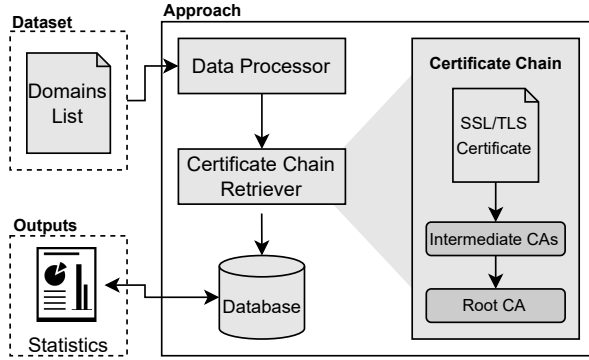 Dataset
Domains
List
Approach
Data Processor
Certificate Chain
Retriever
Database
Certificate Chain
SSL/TLS
Certificate
Intermediate CAs
Root CA
Outputs
Statistics